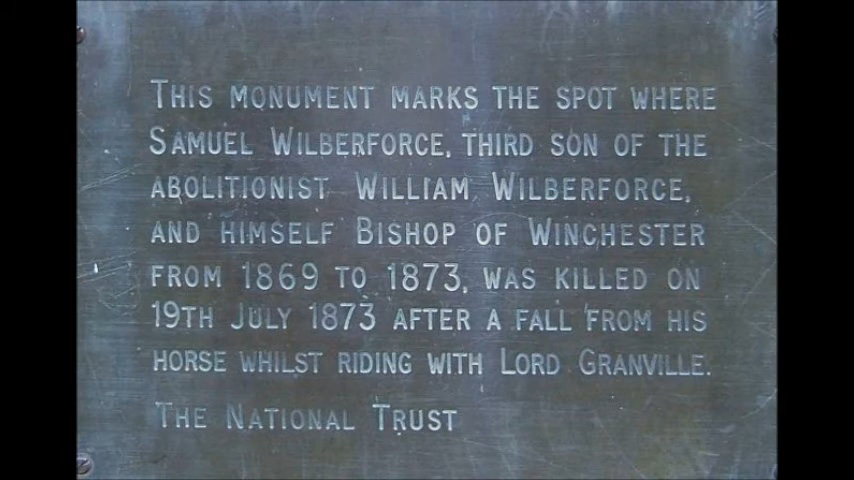 This monument marks the spot where
Samuel Wilberforce, third son of the
abolitionist William Wilberforce,
and himself Bishop of Winchester
from 1869 to 1873, was killed on
19th July 1873 after a fall from his
horse whilst riding with Lord Granville.
The National Trust